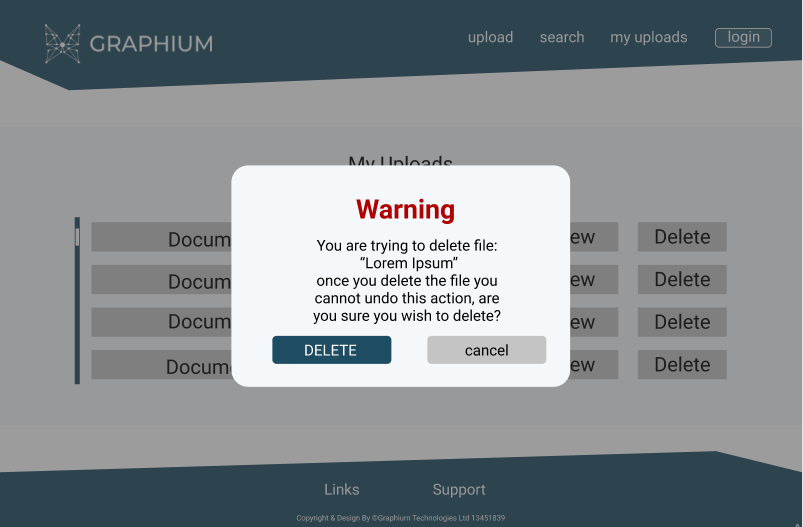 GRAPHIUM
upload search my uploads login
My Uploads
Warning
You are trying to delete file:
“Lorem Ipsum”
once you delete the file you
cannot undo this action, are
you sure you wish to delete?
DELETE cancel
Docum ew Delete
Docum ew Delete
Docum ew Delete
Docum ew Delete
Links Support
Copyright & Design By ©Graphium Technologies Ltd 13451839